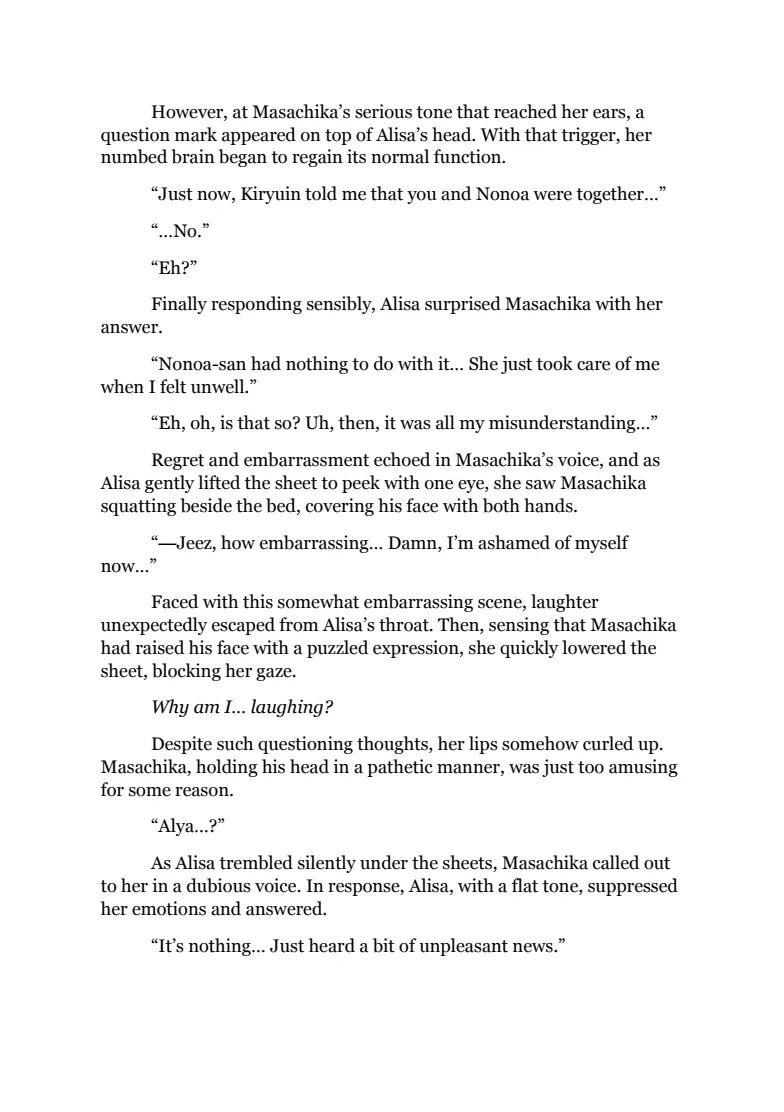 However, at Masachika’s serious tone that reached her ears, a
question mark appeared on top of Alisa’s head. With that trigger, her
numbed brain began to regain its normal function.
“Just now, Kiryuin told me that you and Nonoa were together…”
“…No.”
“Eh?”
Finally responding sensibly, Alisa surprised Masachika with her
answer.
“Nonoa-san had nothing to do with it… She just took care of me
when I felt unwell.”
“Eh, oh, is that so? Uh, then, it was all my misunderstanding…”
Regret and embarrassment echoed in Masachika’s voice, and as
Alisa gently lifted the sheet to peek with one eye, she saw Masachika
squatting beside the bed, covering his face with both hands.
“—Jeez, how embarrassing… Damn, I’m ashamed of myself
now…”
Faced with this somewhat embarrassing scene, laughter
unexpectedly escaped from Alisa’s throat. Then, sensing that Masachika
had raised his face with a puzzled expression, she quickly lowered the
sheet, blocking her gaze.
Why am I… laughing?
Despite such questioning thoughts, her lips somehow curled up.
Masachika, holding his head in a pathetic manner, was just too amusing
for some reason.
“Alya…?”
As Alisa trembled silently under the sheets, Masachika called out
to her in a dubious voice. In response, Alisa, with a flat tone, suppressed
her emotions and answered.
“It’s nothing… Just heard a bit of unpleasant news.”